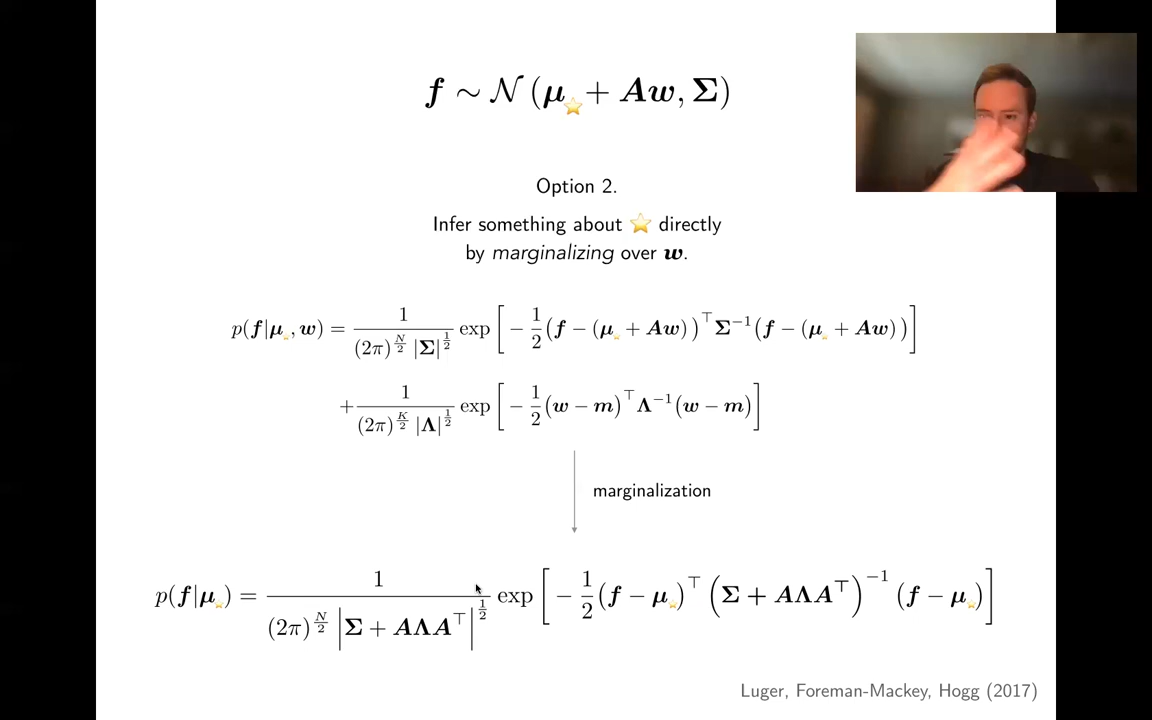 f ∼ 𝒩 (μ⭐ + Aw, Σ)
Option 2.
Infer something about ⭐ directly
by marginalizing over w.
p(f|μ⭐, w) = 1 / ((2π)^{N/2} |Σ|^{1/2}) exp[ − 1/2 (f − (μ⭐ + Aw))^⊤ Σ^{−1} (f − (μ⭐ + Aw)) ]
+ 1 / ((2π)^{K/2} |Λ|^{1/2}) exp[ − 1/2 (w − m)^⊤ Λ^{−1} (w − m) ]
marginalization
p(f|μ⭐) = 1 / ((2π)^{N/2} |Σ + AΛA^⊤|^{1/2}) exp[ − 1/2 (f − μ⭐)^⊤ (Σ + AΛA^⊤)^{−1} (f − μ⭐) ]
Luger, Foreman-Mackey, Hogg (2017)